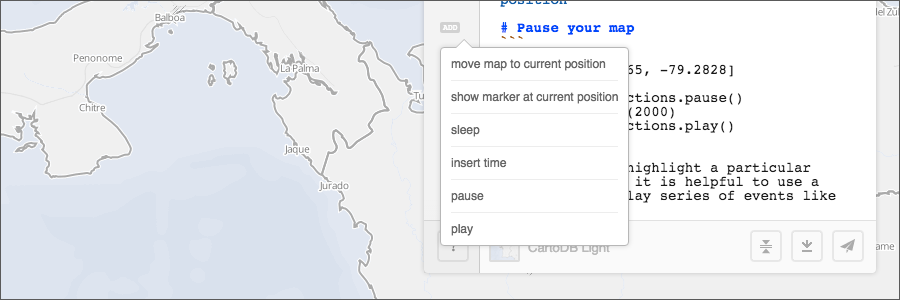 Balboa
Penonome
La Palma
Chitre
Jaque
Jurado
position
ADD
# Pause your map
```
move map to current position
65, -79.2828]
show marker at current position
ctions.pause()
(2000)
sleep
ctions.play()
insert time
highlight a particular
it is helpful to use a
pause
lay series of events like
play
CartoDB Light